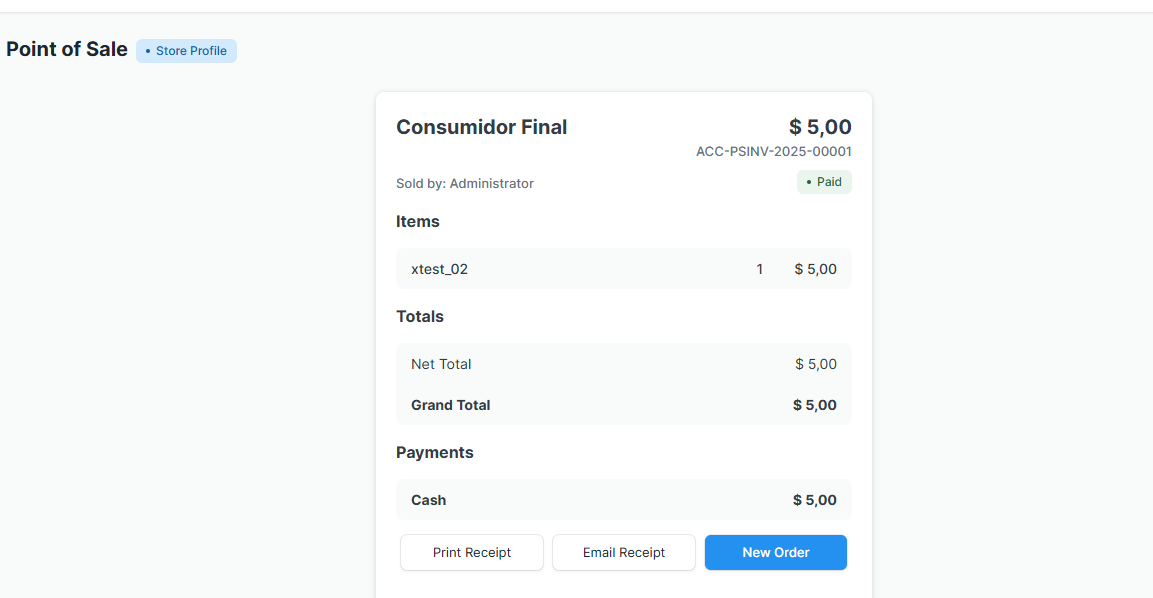 Point of Sale • Store Profile
Consumidor Final $ 5,00
ACC-PSINV-2025-00001
Sold by: Administrator • Paid
Items
xtest_02 1 $ 5,00
Totals
Net Total $ 5,00
Grand Total $ 5,00
Payments
Cash $ 5,00
Print Receipt Email Receipt New Order